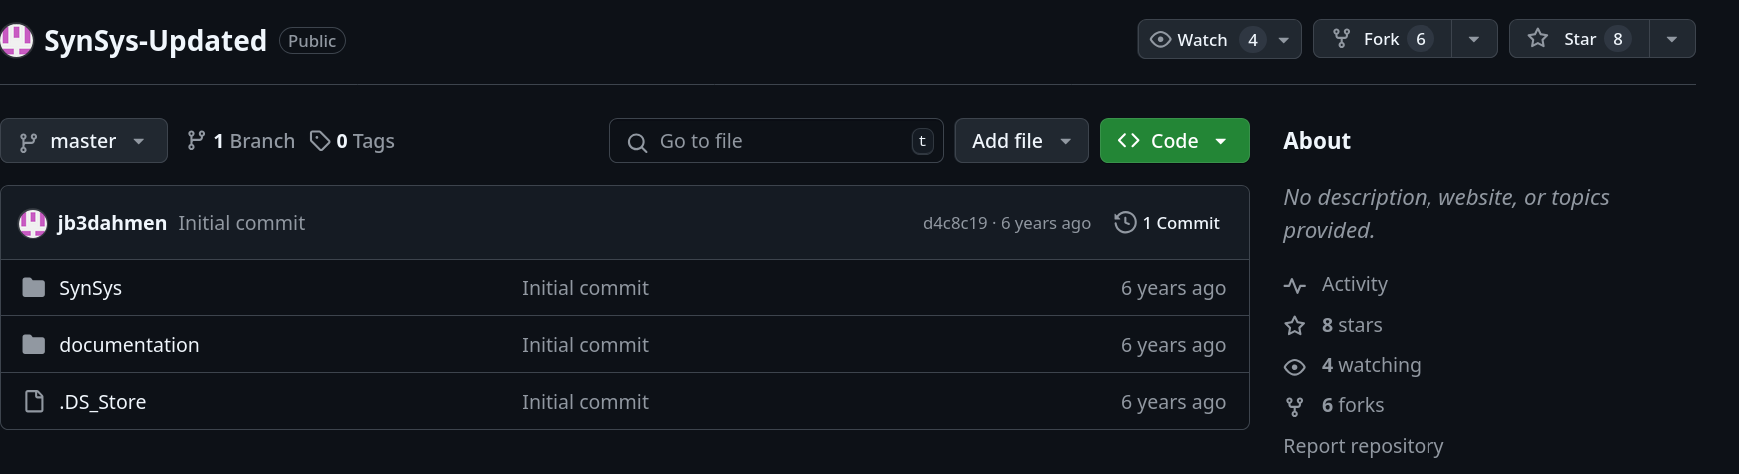 SynSys-Updated Public Watch 4 Fork 6 Star 8
master 1 Branch 0 Tags Go to file t Add file Code
About
No description, website, or topics
provided.
jb3dahmen Initial commit d4c8c19 · 6 years ago 1 Commit
SynSys Initial commit 6 years ago
documentation Initial commit 6 years ago
.DS_Store Initial commit 6 years ago
Activity
8 stars
4 watching
6 forks
Report repository